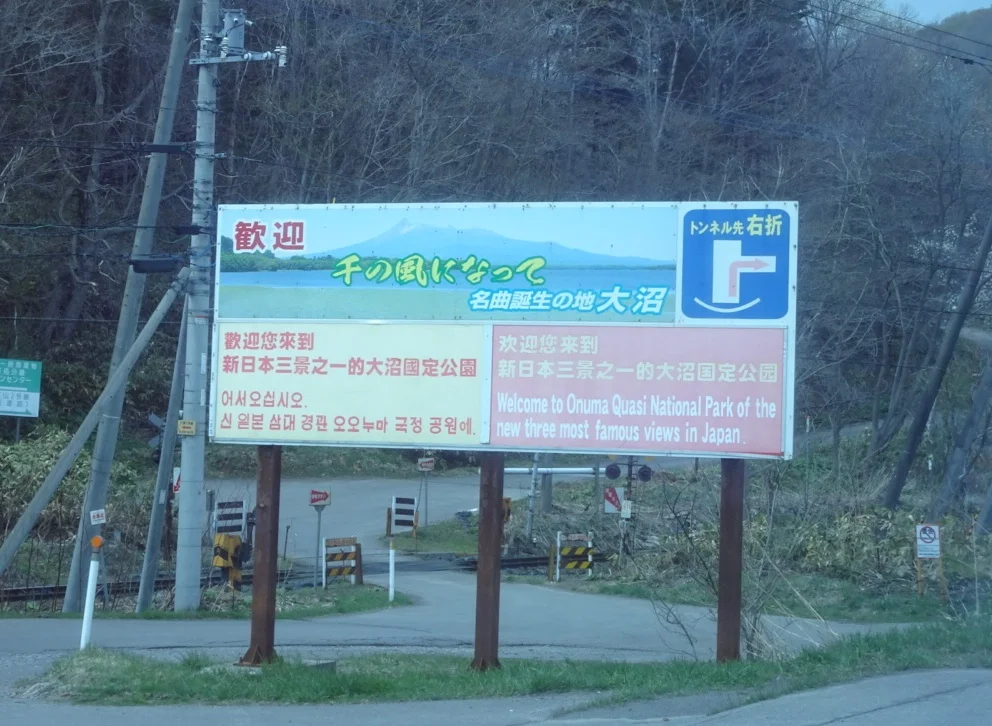 歓迎
千の風になって
名曲誕生の地 大沼
トンネル先 右折
歡迎您來到
新日本三景之一的大沼國定公園
어서 오십시오.
신 일본 삼대 경관 오오누마 국정 공원에.
欢迎您来到
新日本三景之一的大沼国定公园
Welcome to Onuma Quasi National Park of the
new three most famous views in Japan.